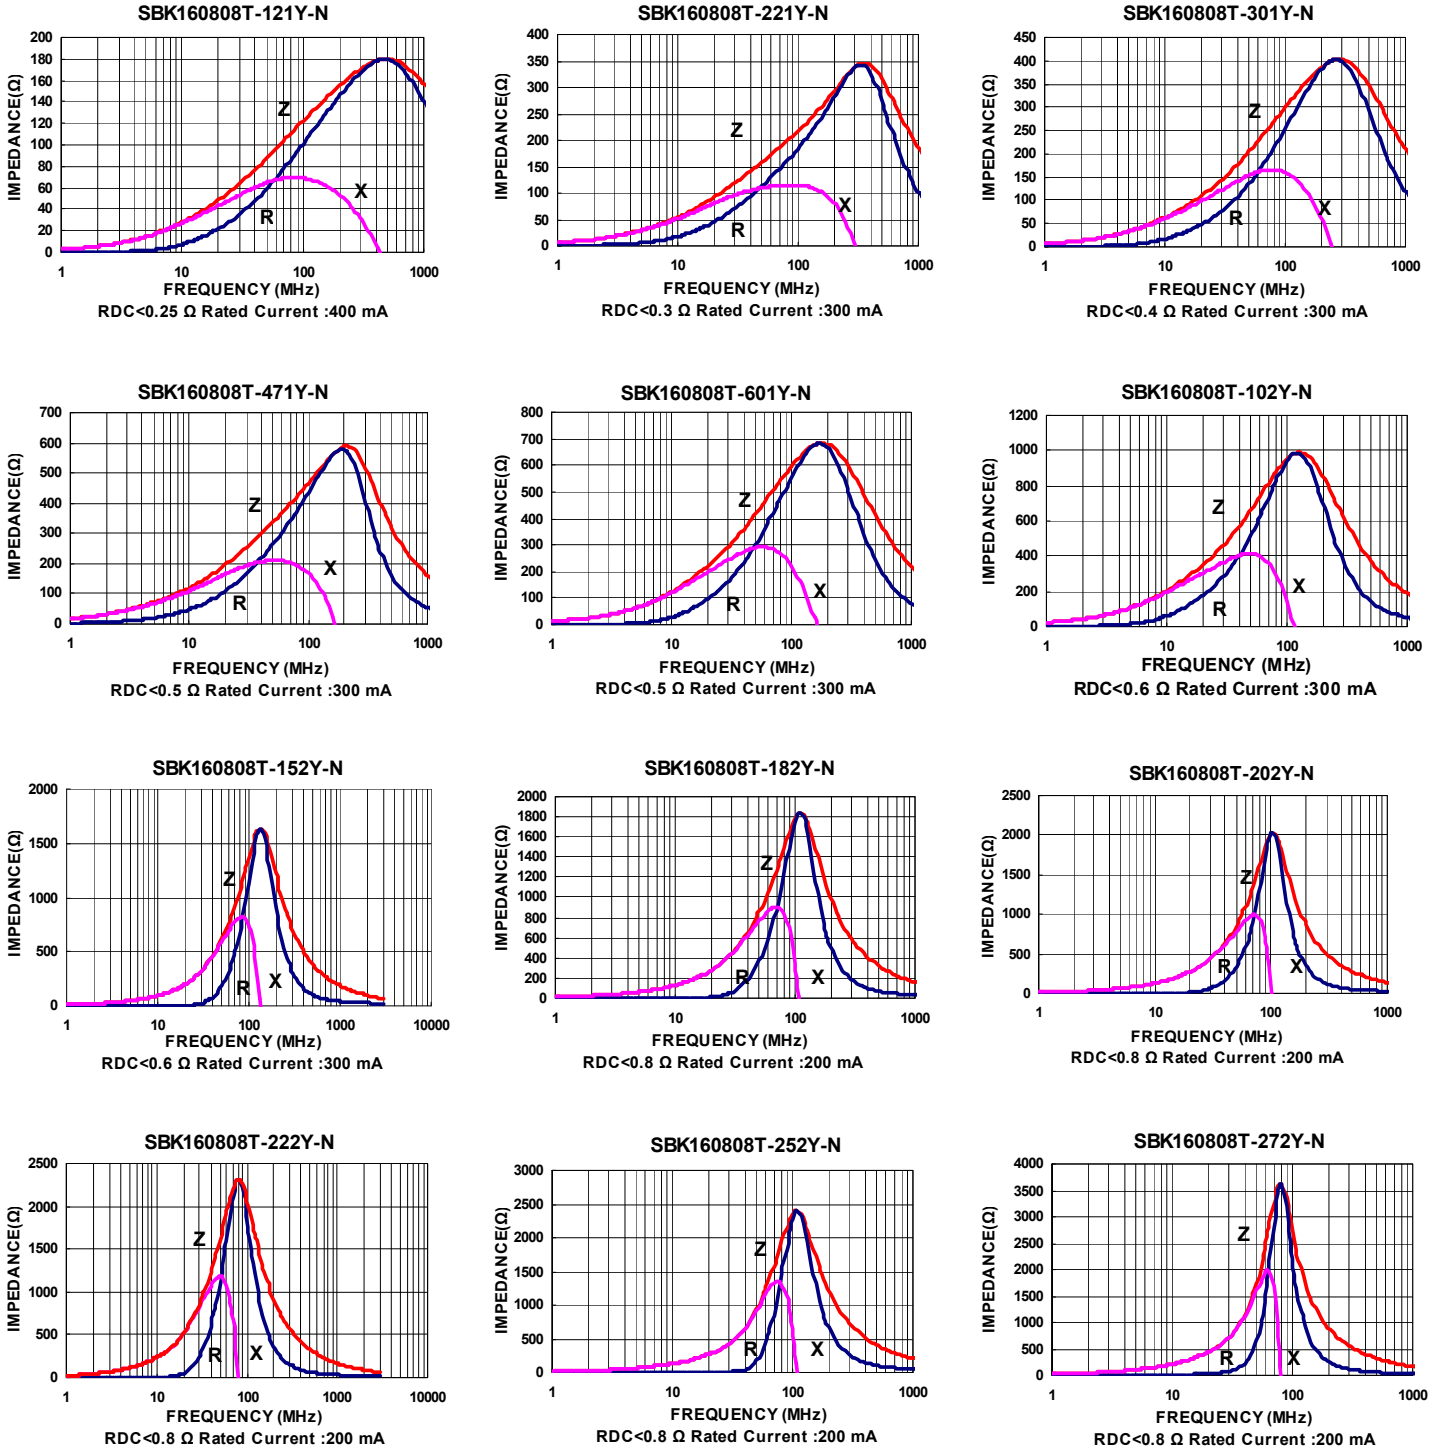 SBK160808T-121Y-N
IMPEDANCE(Ω)
200
180
160
140
120
100
80
60
40
20
0
Z
X
R
1 10 100 1000
FREQUENCY (MHz)
RDC<0.25 Ω Rated Current :400 mA
SBK160808T-221Y-N
IMPEDANCE(Ω)
400
350
300
250
200
150
100
50
0
Z
X
R
1 10 100 1000
FREQUENCY (MHz)
RDC<0.3 Ω Rated Current :300 mA
SBK160808T-301Y-N
IMPEDANCE(Ω)
450
400
350
300
250
200
150
100
50
0
Z
X
R
1 10 100 1000
FREQUENCY (MHz)
RDC<0.4 Ω Rated Current :300 mA
SBK160808T-471Y-N
IMPEDANCE(Ω)
700
600
500
400
300
200
100
0
Z
X
R
1 10 100 1000
FREQUENCY (MHz)
RDC<0.5 Ω Rated Current :300 mA
SBK160808T-601Y-N
IMPEDANCE(Ω)
800
700
600
500
400
300
200
100
0
Z
X
R
1 10 100 1000
FREQUENCY (MHz)
RDC<0.5 Ω Rated Current :300 mA
SBK160808T-102Y-N
IMPEDANCE(Ω)
1200
1000
800
600
400
200
0
Z
X
R
1 10 100 1000
FREQUENCY (MHz)
RDC<0.6 Ω Rated Current :300 mA
SBK160808T-152Y-N
IMPEDANCE(Ω)
2000
1500
1000
500
0
Z
X
R
1 10 100 1000 10000
FREQUENCY (MHz)
RDC<0.6 Ω Rated Current :300 mA
SBK160808T-182Y-N
IMPEDANCE(Ω)
2000
1800
1600
1400
1200
1000
800
600
400
200
0
Z
R
X
1 10 100 1000
FREQUENCY (MHz)
RDC<0.8 Ω Rated Current :200 mA
SBK160808T-202Y-N
IMPEDANCE(Ω)
2500
2000
1500
1000
500
0
Z
R
X
1 10 100 1000
FREQUENCY (MHz)
RDC<0.8 Ω Rated Current :200 mA
SBK160808T-222Y-N
IMPEDANCE(Ω)
2500
2000
1500
1000
500
0
Z
R
X
1 10 100 1000 10000
FREQUENCY (MHz)
RDC<0.8 Ω Rated Current :200 mA
SBK160808T-252Y-N
IMPEDANCE(Ω)
3000
2500
2000
1500
1000
500
0
Z
R
X
1 10 100 1000
FREQUENCY (MHz)
RDC<0.8 Ω Rated Current :200 mA
SBK160808T-272Y-N
IMPEDANCE(Ω)
4000
3500
3000
2500
2000
1500
1000
500
0
Z
R
X
1 10 100 1000
FREQUENCY (MHz)
RDC<0.8 Ω Rated Current :200 mA